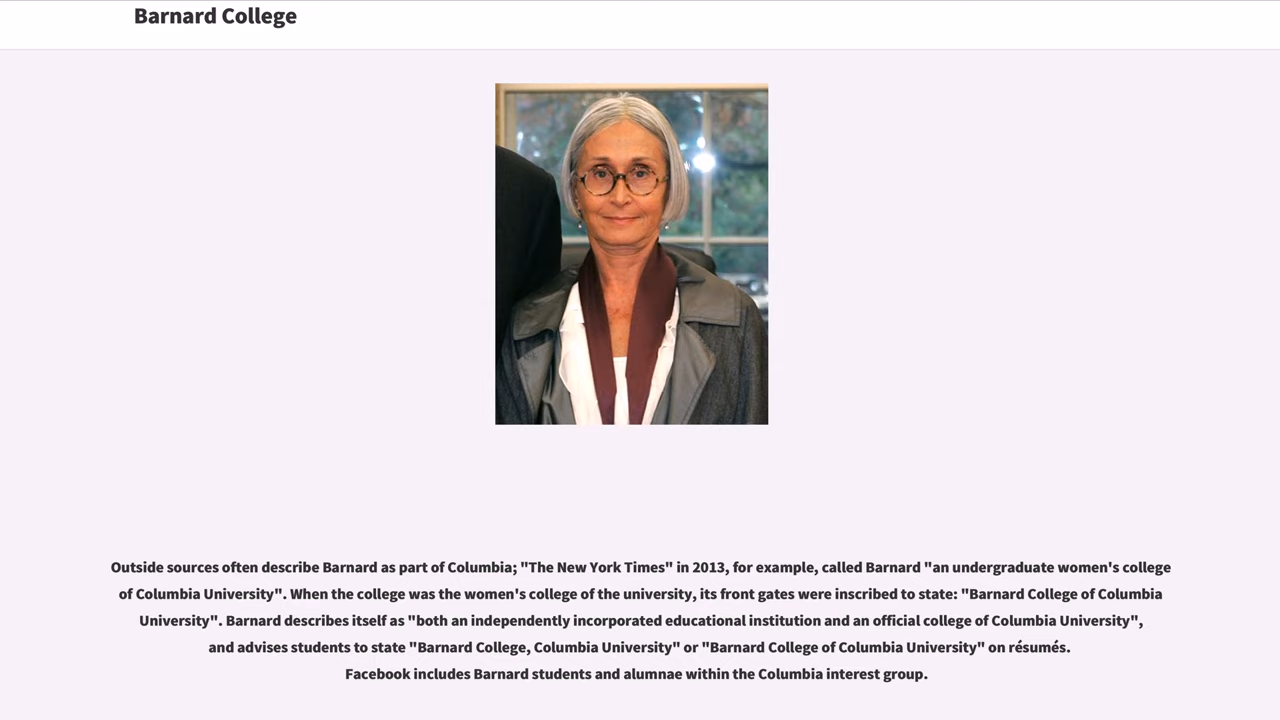 Barnard College
Outside sources often describe Barnard as part of Columbia; "The New York Times" in 2013, for example, called Barnard "an undergraduate women's college
of Columbia University". When the college was the women's college of the university, its front gates were inscribed to state: "Barnard College of Columbia
University". Barnard describes itself as "both an independently incorporated educational institution and an official college of Columbia University",
and advises students to state "Barnard College, Columbia University" or "Barnard College of Columbia University" on résumés.
Facebook includes Barnard students and alumnae within the Columbia interest group.